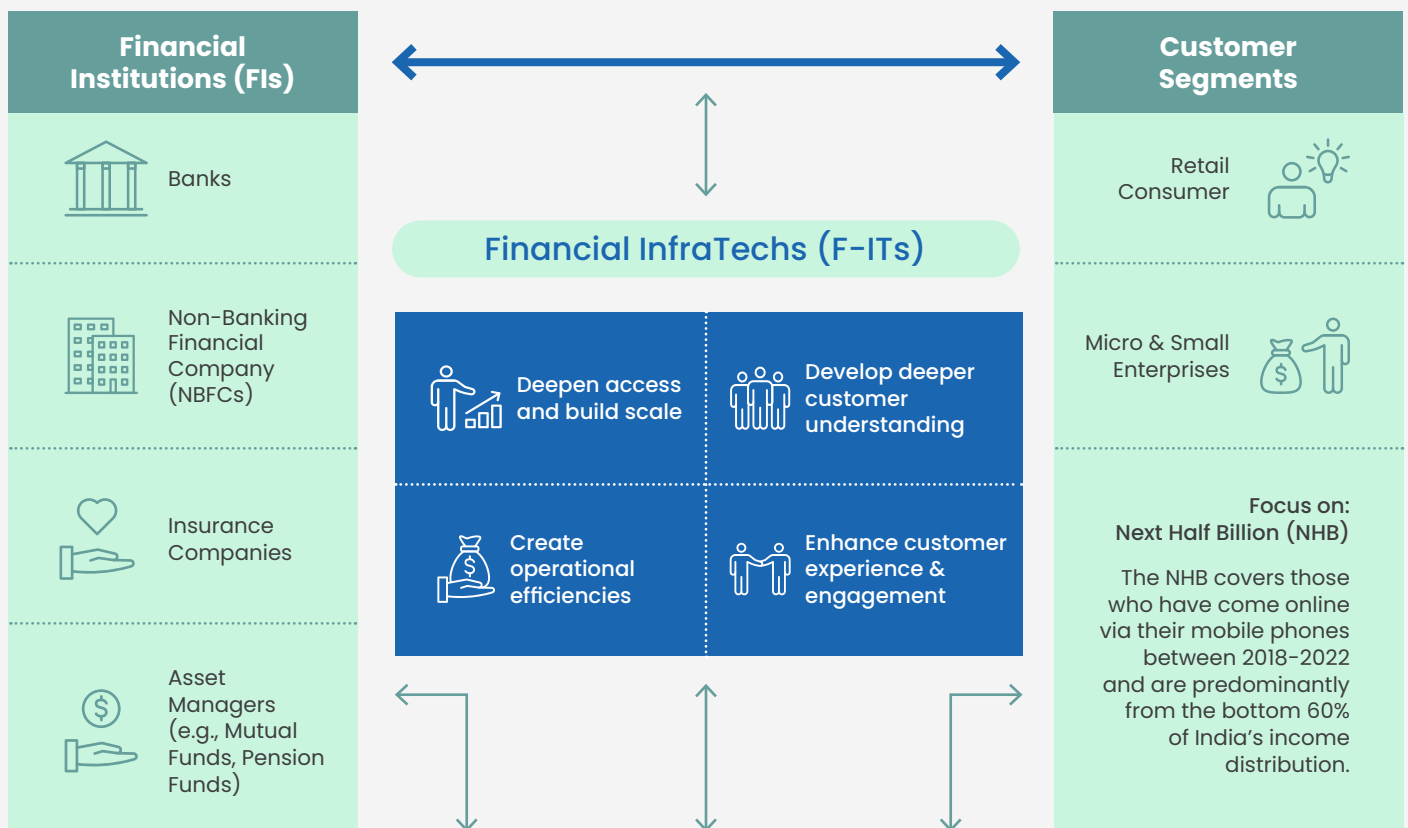 Financial
Institutions (FIs)
Banks
Non-Banking
Financial
Company
(NBFCs)
Insurance
Companies
Asset
Managers
(e.g., Mutual
Funds, Pension
Funds)
Financial InfraTechs (F-ITs)
Deepen access
and build scale
Develop deeper
customer
understanding
Create
operational
efficiencies
Enhance customer
experience &
engagement
Customer
Segments
Retail
Consumer
Micro & Small
Enterprises
Focus on:
Next Half Billion (NHB)
The NHB covers those
who have come online
via their mobile phones
between 2018-2022
and are predominantly
from the bottom 60%
of India’s income
distribution.